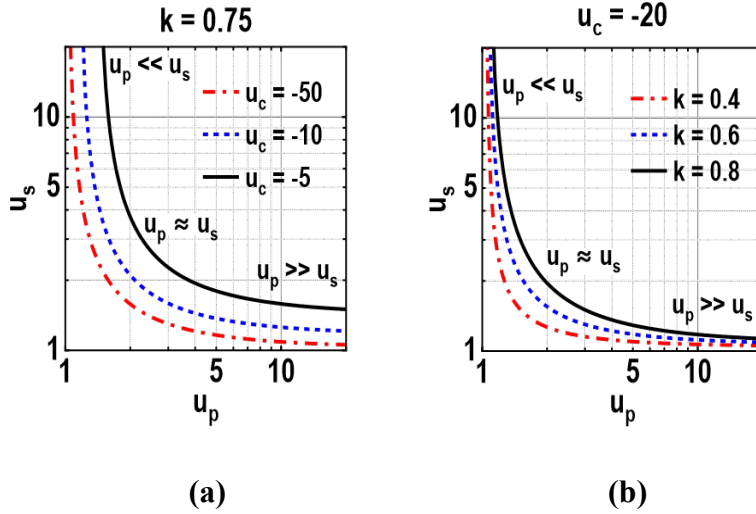 k = 0.75
u_p << u_s
u_c = -50
u_c = -10
u_c = -5
u_p ≈ u_s
u_p >> u_s
u_s
10
5
1
1
5
10
u_p
(a)
u_c = -20
u_p << u_s
k = 0.4
k = 0.6
k = 0.8
u_p ≈ u_s
u_p >> u_s
u_s
10
5
1
1
5
10
u_p
(b)